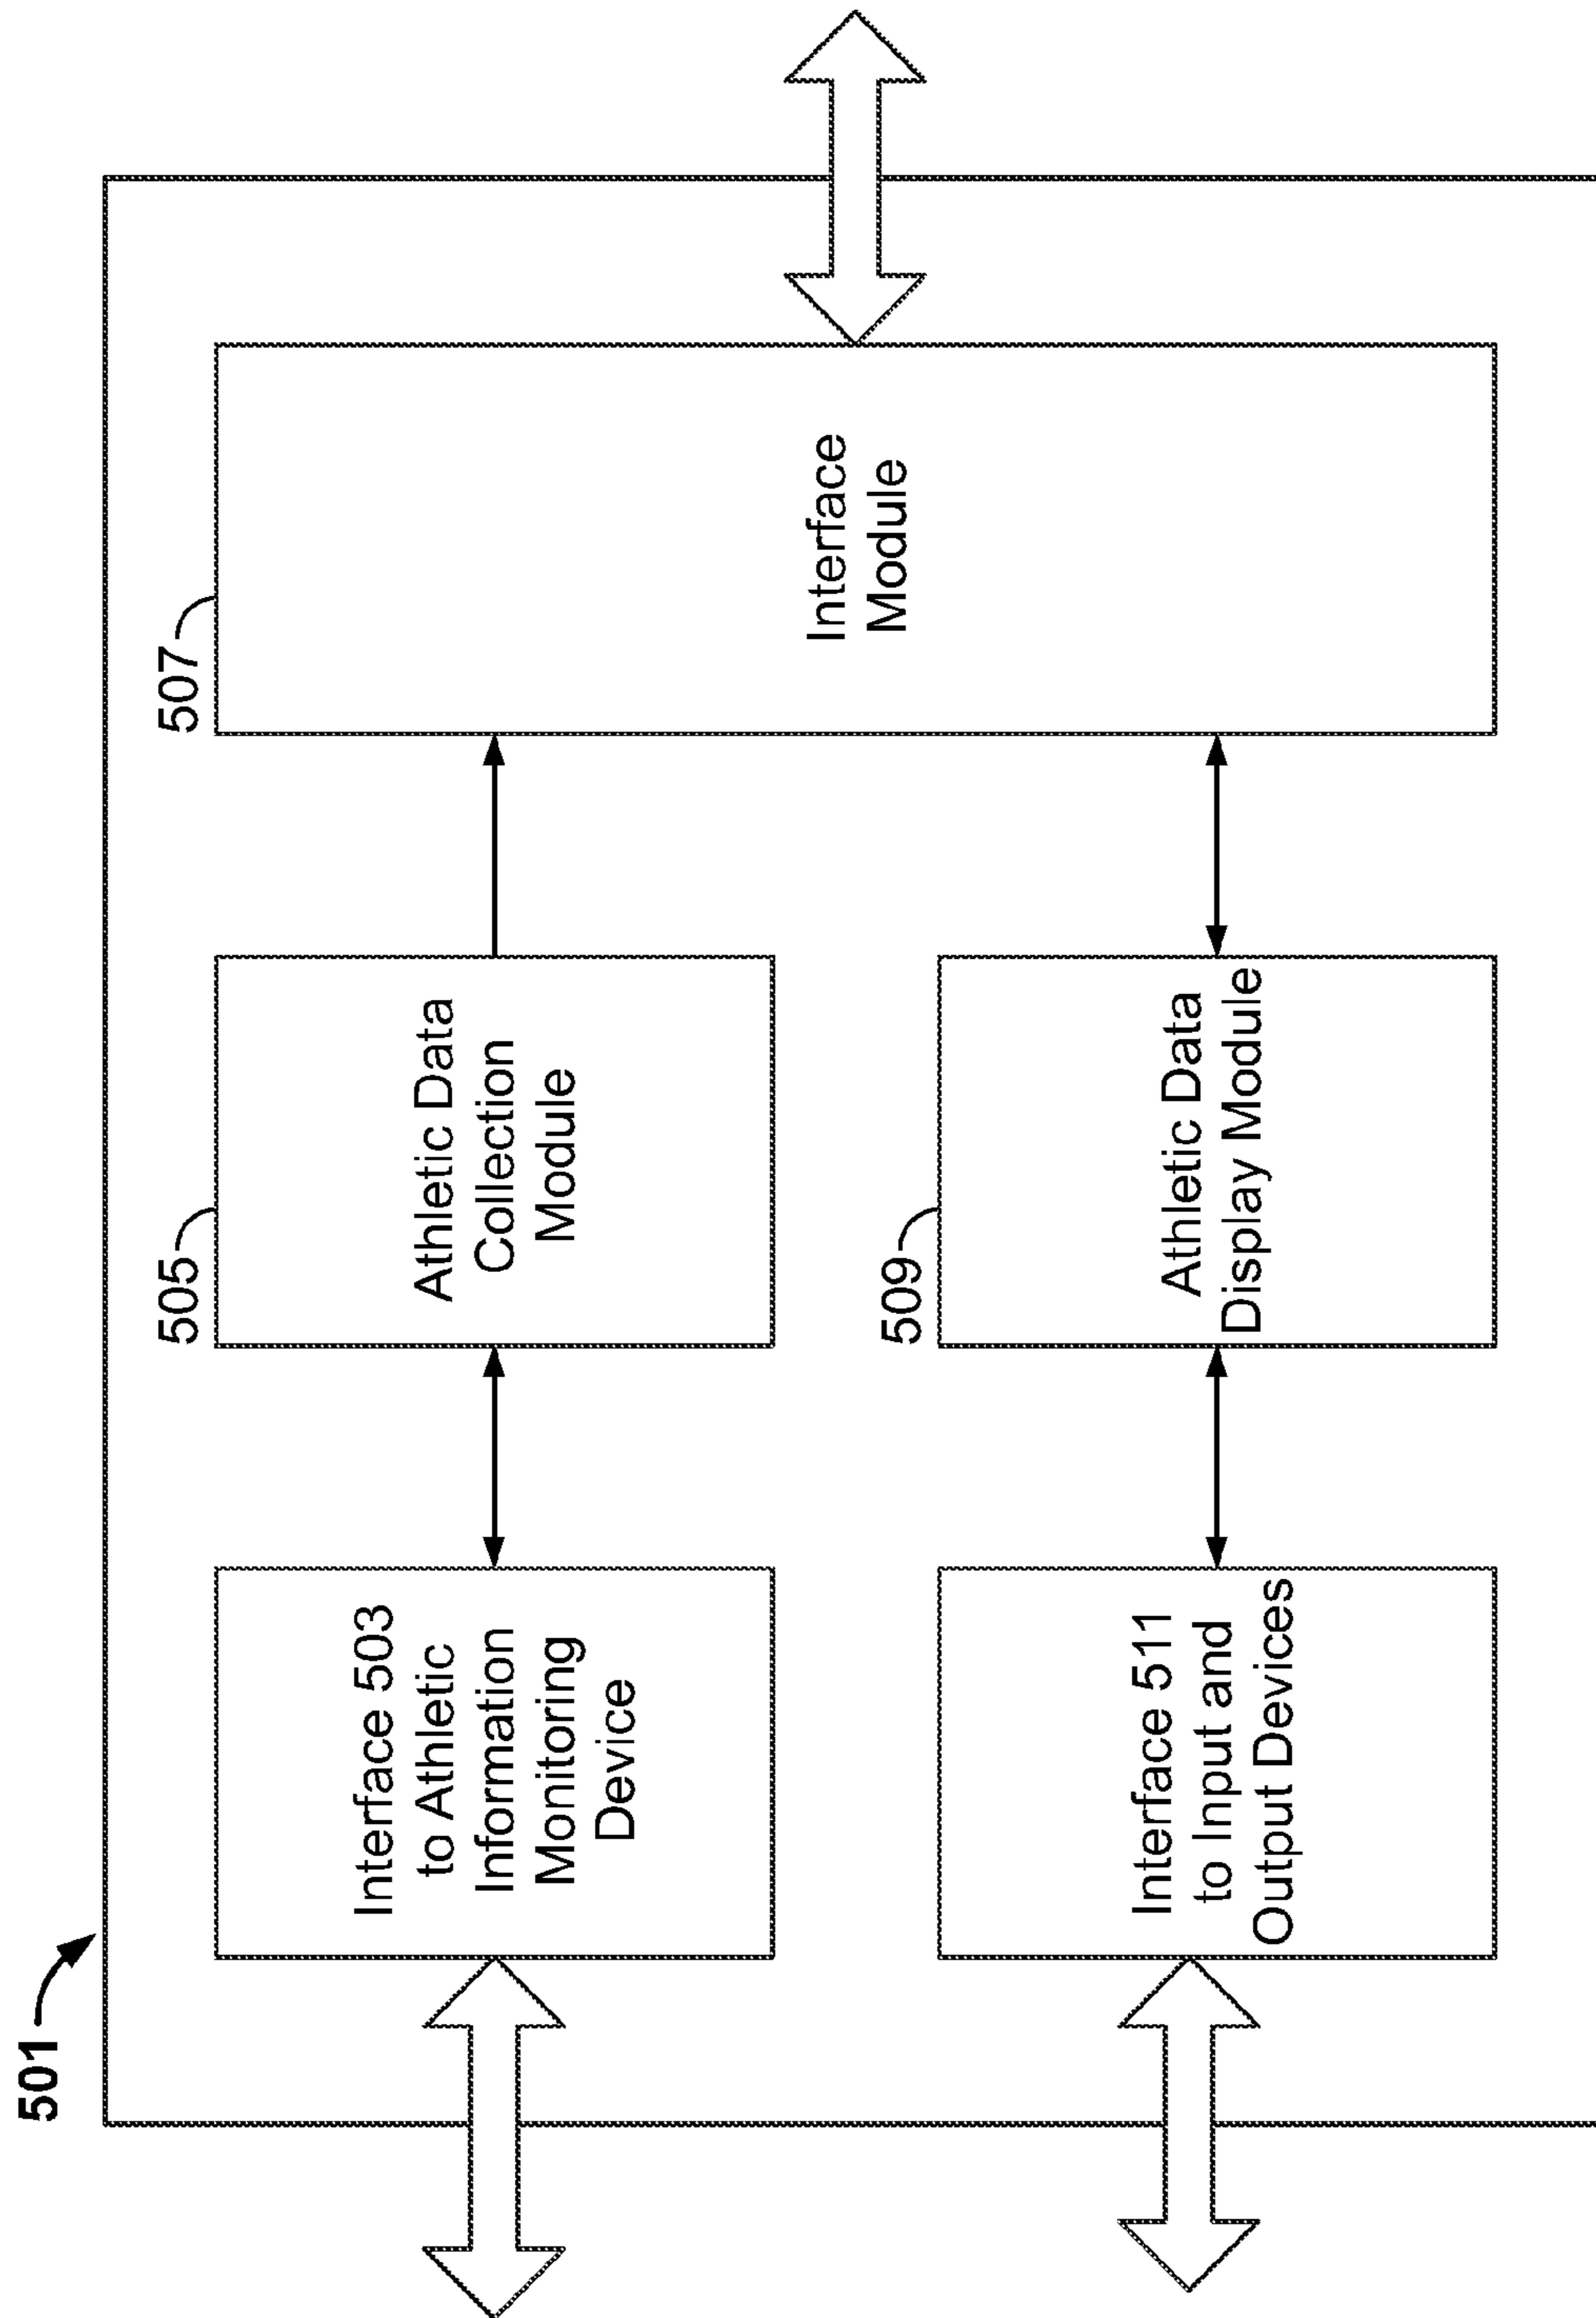 501
505
507
Interface 503
to Athletic
Information
Monitoring
Device
Athletic Data
Collection
Module
Interface
Module
509
Interface 511
to Input and
Output Devices
Athletic Data
Display Module